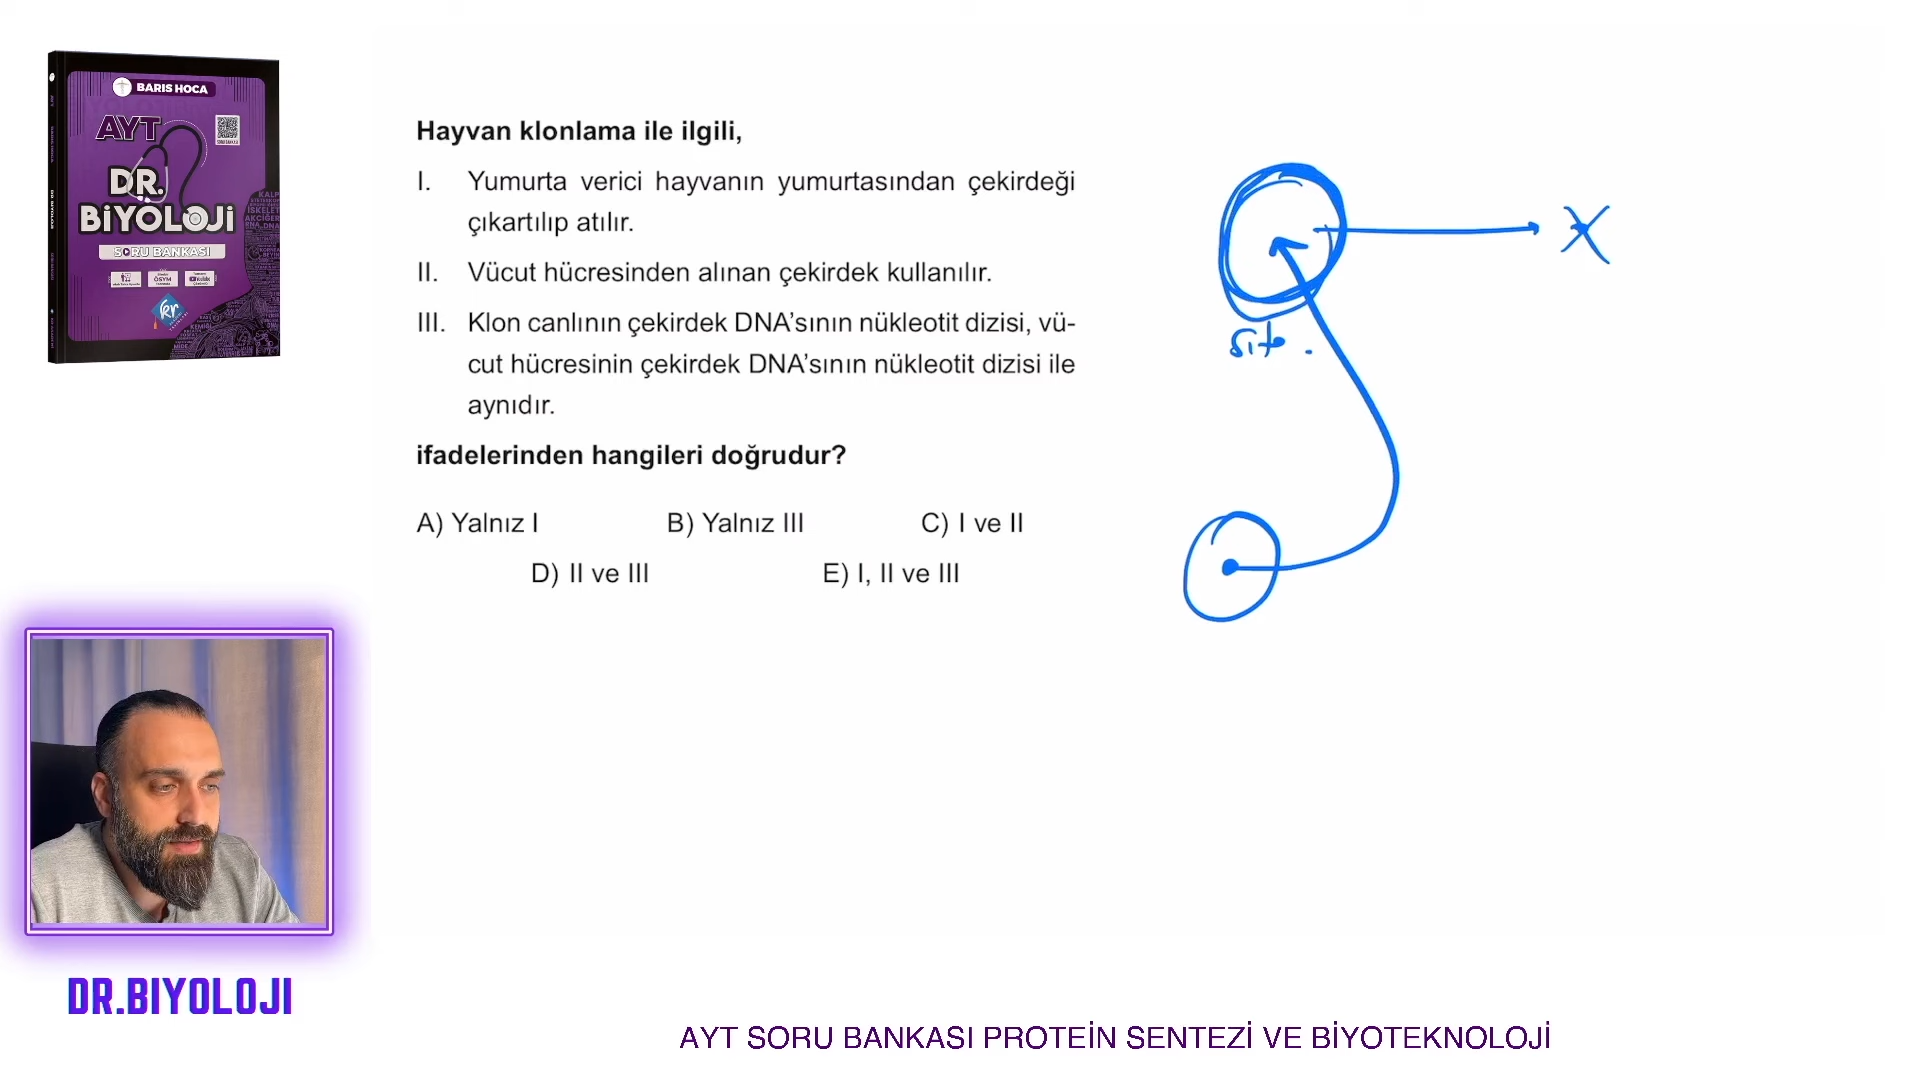 BARIS HOCA
AYT
DR.
BİYOLOJİ
SORU BANKASI
Hayvan klonlama ile ilgili,
I. Yumurta verici hayvanın yumurtasından çekirdeği
çıkartılıp atılır.
II. Vücut hücresinden alınan çekirdek kullanılır.
III. Klon canlının çekirdek DNA’sının nükleotit dizisi, vü-
cut hücresinin çekirdek DNA’sının nükleotit dizisi ile
aynıdır.
ifadelerinden hangileri doğrudur?
A) Yalnız I B) Yalnız III C) I ve II
D) II ve III E) I, II ve III
sito.
DR.BIYOLOJI
AYT SORU BANKASI PROTEİN SENTEZİ VE BİYOTEKNOLOJİ